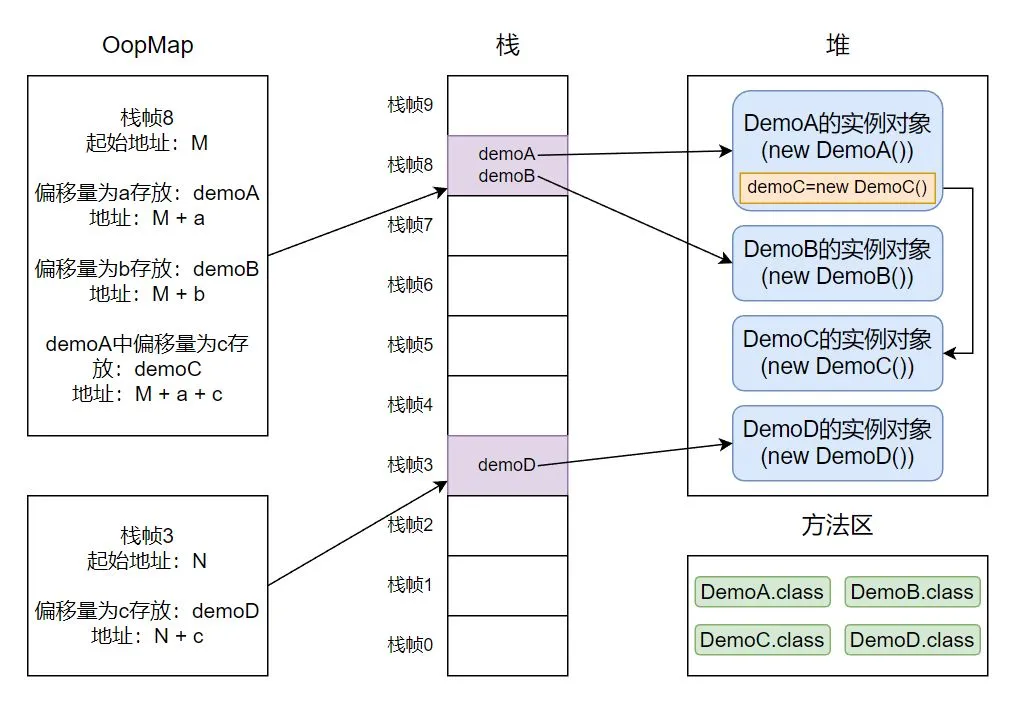 OopMap
栈帧8
起始地址：M
偏移量为a存放：demoA
地址：M + a
偏移量为b存放：demoB
地址：M + b
demoA中偏移量为c存
放：demoC
地址：M + a + c
栈帧3
起始地址：N
偏移量为c存放：demoD
地址：N + c
栈
栈帧9
栈帧8
demoA
demoB
栈帧7
栈帧6
栈帧5
栈帧4
栈帧3
demoD
栈帧2
栈帧1
栈帧0
堆
DemoA的实例对象
(new DemoA())
demoC=new DemoC()
DemoB的实例对象
(new DemoB())
DemoC的实例对象
(new DemoC())
DemoD的实例对象
(new DemoD())
方法区
DemoA.class
DemoB.class
DemoC.class
DemoD.class